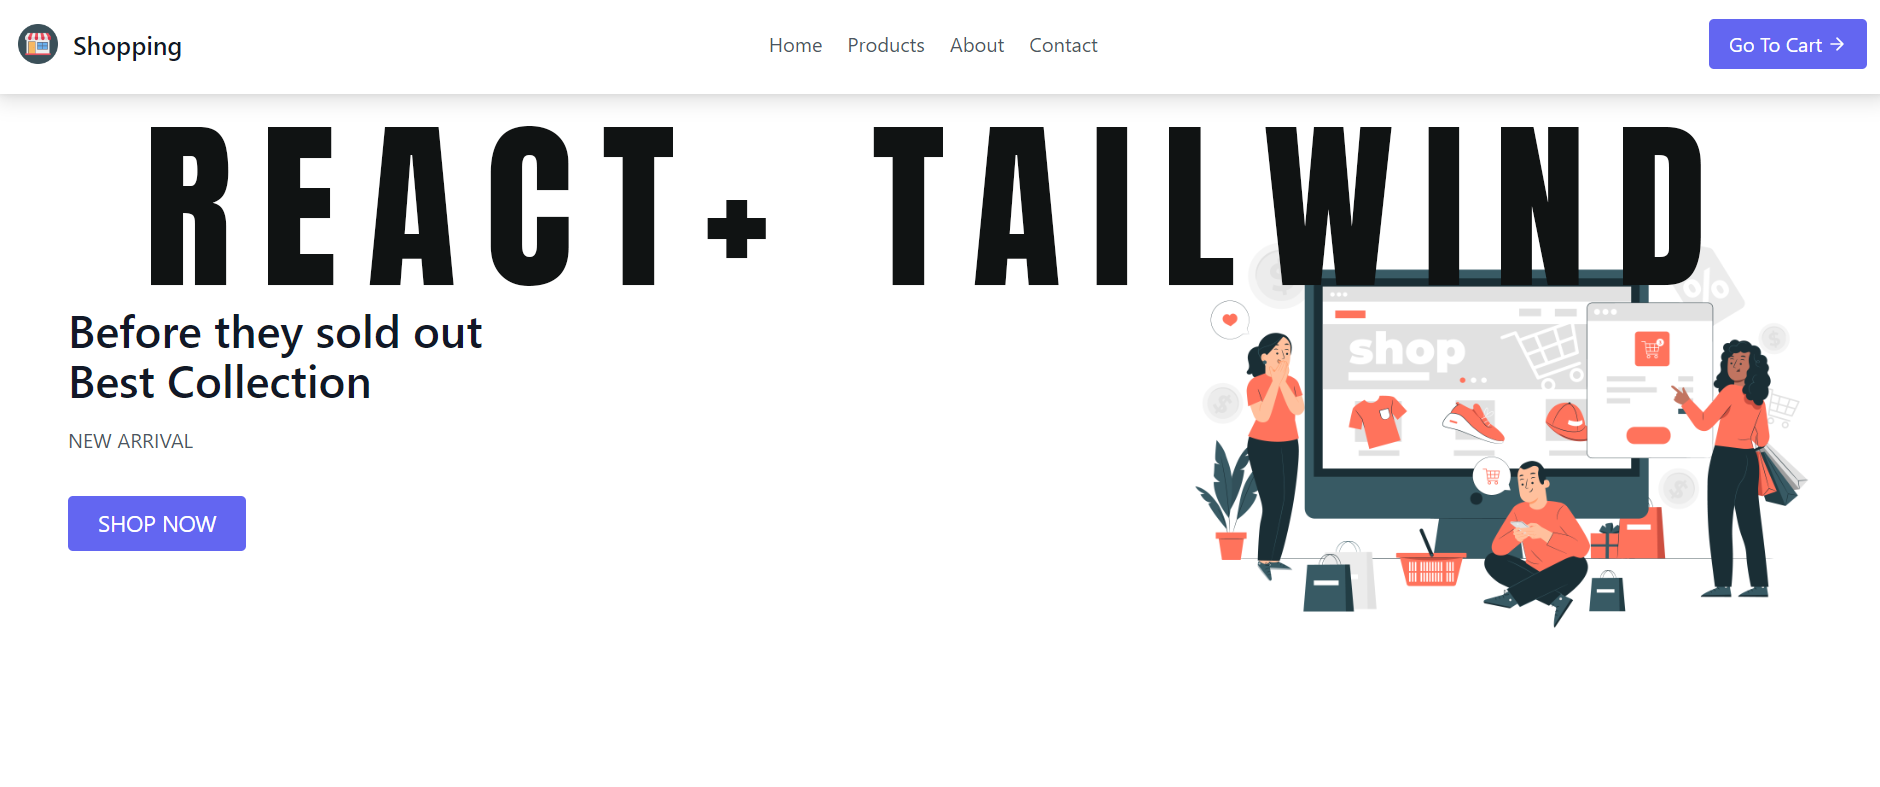 Shopping
Home Products About Contact
Go To Cart →
REACT+ TAILWIND
Before they sold out
Best Collection
NEW ARRIVAL
SHOP NOW
shop
%
$
$
$
$